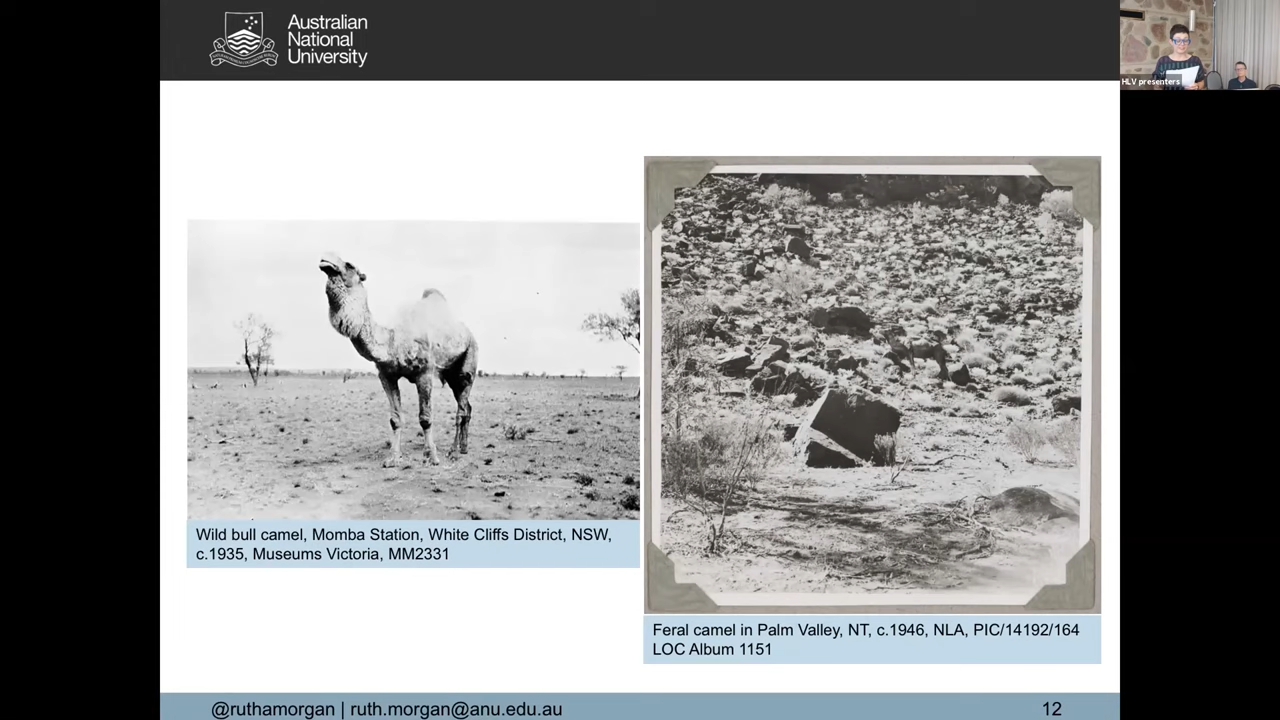 Australian
National
University
HLV presenters
Wild bull camel, Momba Station, White Cliffs District, NSW,
c.1935, Museums Victoria, MM2331
Feral camel in Palm Valley, NT, c.1946, NLA, PIC/14192/164
LOC Album 1151
@ruthamorgan | ruth.morgan@anu.edu.au
12